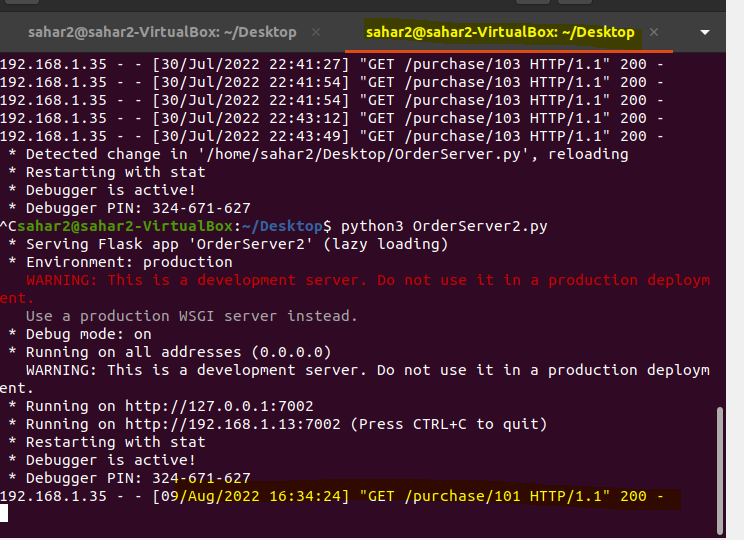 sahar2@sahar2-VirtualBox: ~/Desktop × sahar2@sahar2-VirtualBox: ~/Desktop ×
192.168.1.35 - - [30/Jul/2022 22:41:27] "GET /purchase/103 HTTP/1.1" 200 -
192.168.1.35 - - [30/Jul/2022 22:41:54] "GET /purchase/103 HTTP/1.1" 200 -
192.168.1.35 - - [30/Jul/2022 22:41:54] "GET /purchase/103 HTTP/1.1" 200 -
192.168.1.35 - - [30/Jul/2022 22:43:12] "GET /purchase/103 HTTP/1.1" 200 -
192.168.1.35 - - [30/Jul/2022 22:43:49] "GET /purchase/103 HTTP/1.1" 200 -
 * Detected change in '/home/sahar2/Desktop/OrderServer.py', reloading
 * Restarting with stat
 * Debugger is active!
 * Debugger PIN: 324-671-627
^Csahar2@sahar2-VirtualBox:~/Desktop$ python3 OrderServer2.py
 * Serving Flask app 'OrderServer2' (lazy loading)
 * Environment: production
   WARNING: This is a development server. Do not use it in a production deploym
ent.
   Use a production WSGI server instead.
 * Debug mode: on
 * Running on all addresses (0.0.0.0)
   WARNING: This is a development server. Do not use it in a production deploym
ent.
 * Running on http://127.0.0.1:7002
 * Running on http://192.168.1.13:7002 (Press CTRL+C to quit)
 * Restarting with stat
 * Debugger is active!
 * Debugger PIN: 324-671-627
192.168.1.35 - - [09/Aug/2022 16:34:24] "GET /purchase/101 HTTP/1.1" 200 -